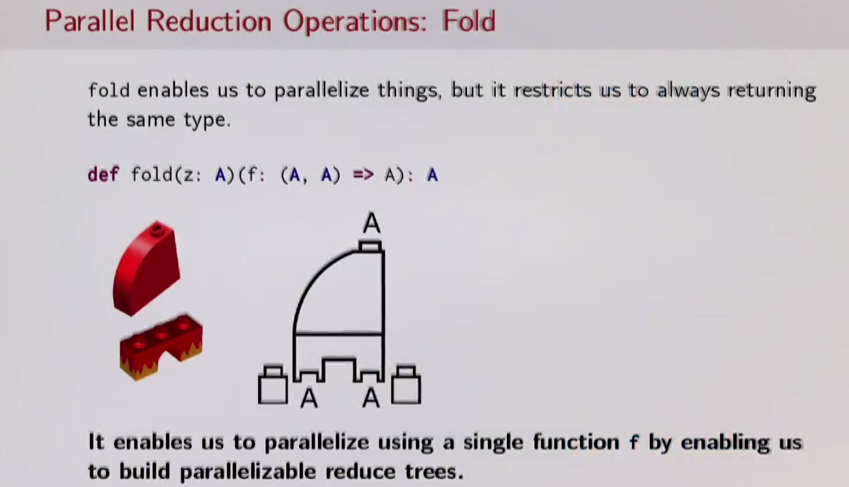 Parallel Reduction Operations: Fold
fold enables us to parallelize things, but it restricts us to always returning
the same type.
def fold(z: A)(f: (A, A) => A): A
A
A A
It enables us to parallelize using a single function f by enabling us
to build parallelizable reduce trees.